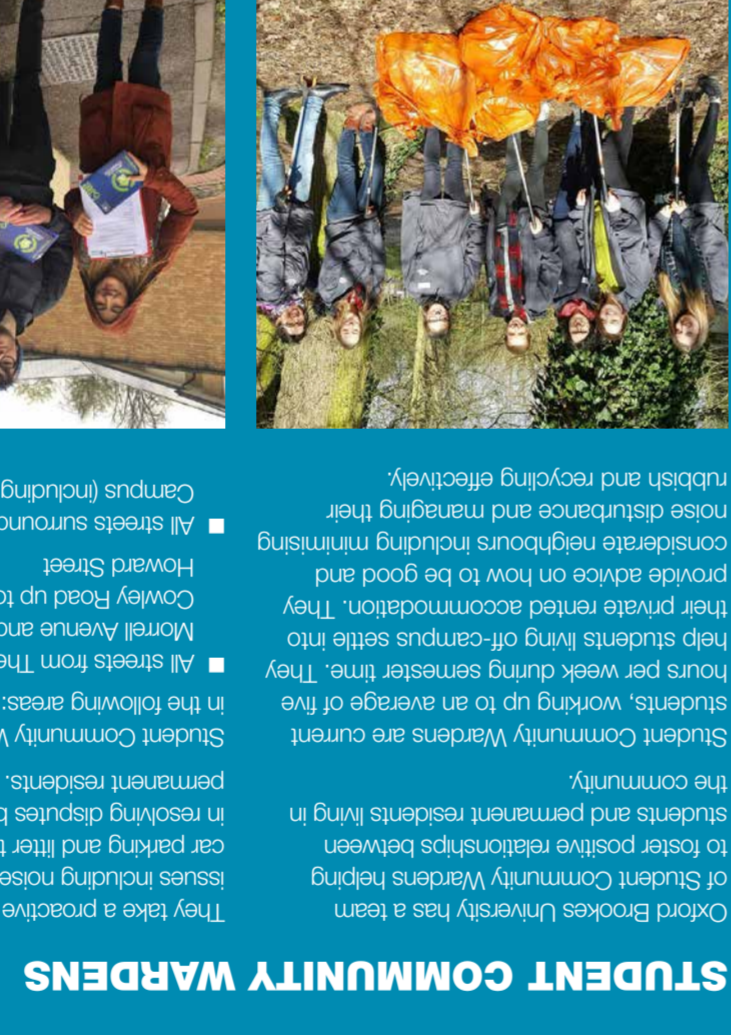 STUDENT COMMUNITY WARDENS
Oxford Brookes University has a team
of Student Community Wardens helping
to foster positive relationships between
students and permanent residents living in
the community.
Student Community Wardens are current
students, working up to an average of five
hours per week during semester time. They
help students living off-campus settle into
their private rented accommodation. They
provide advice on how to be good and
considerate neighbours including minimising
noise disturbance and managing their
rubbish and recycling effectively.
They take a proactive
issues including noise
car parking and litter
in resolving disputes
permanent residents.
Student Community
in the following areas:
■ All streets from The
Morrell Avenue and
Cowley Road up to
Howard Street
■ All streets
Campus (including